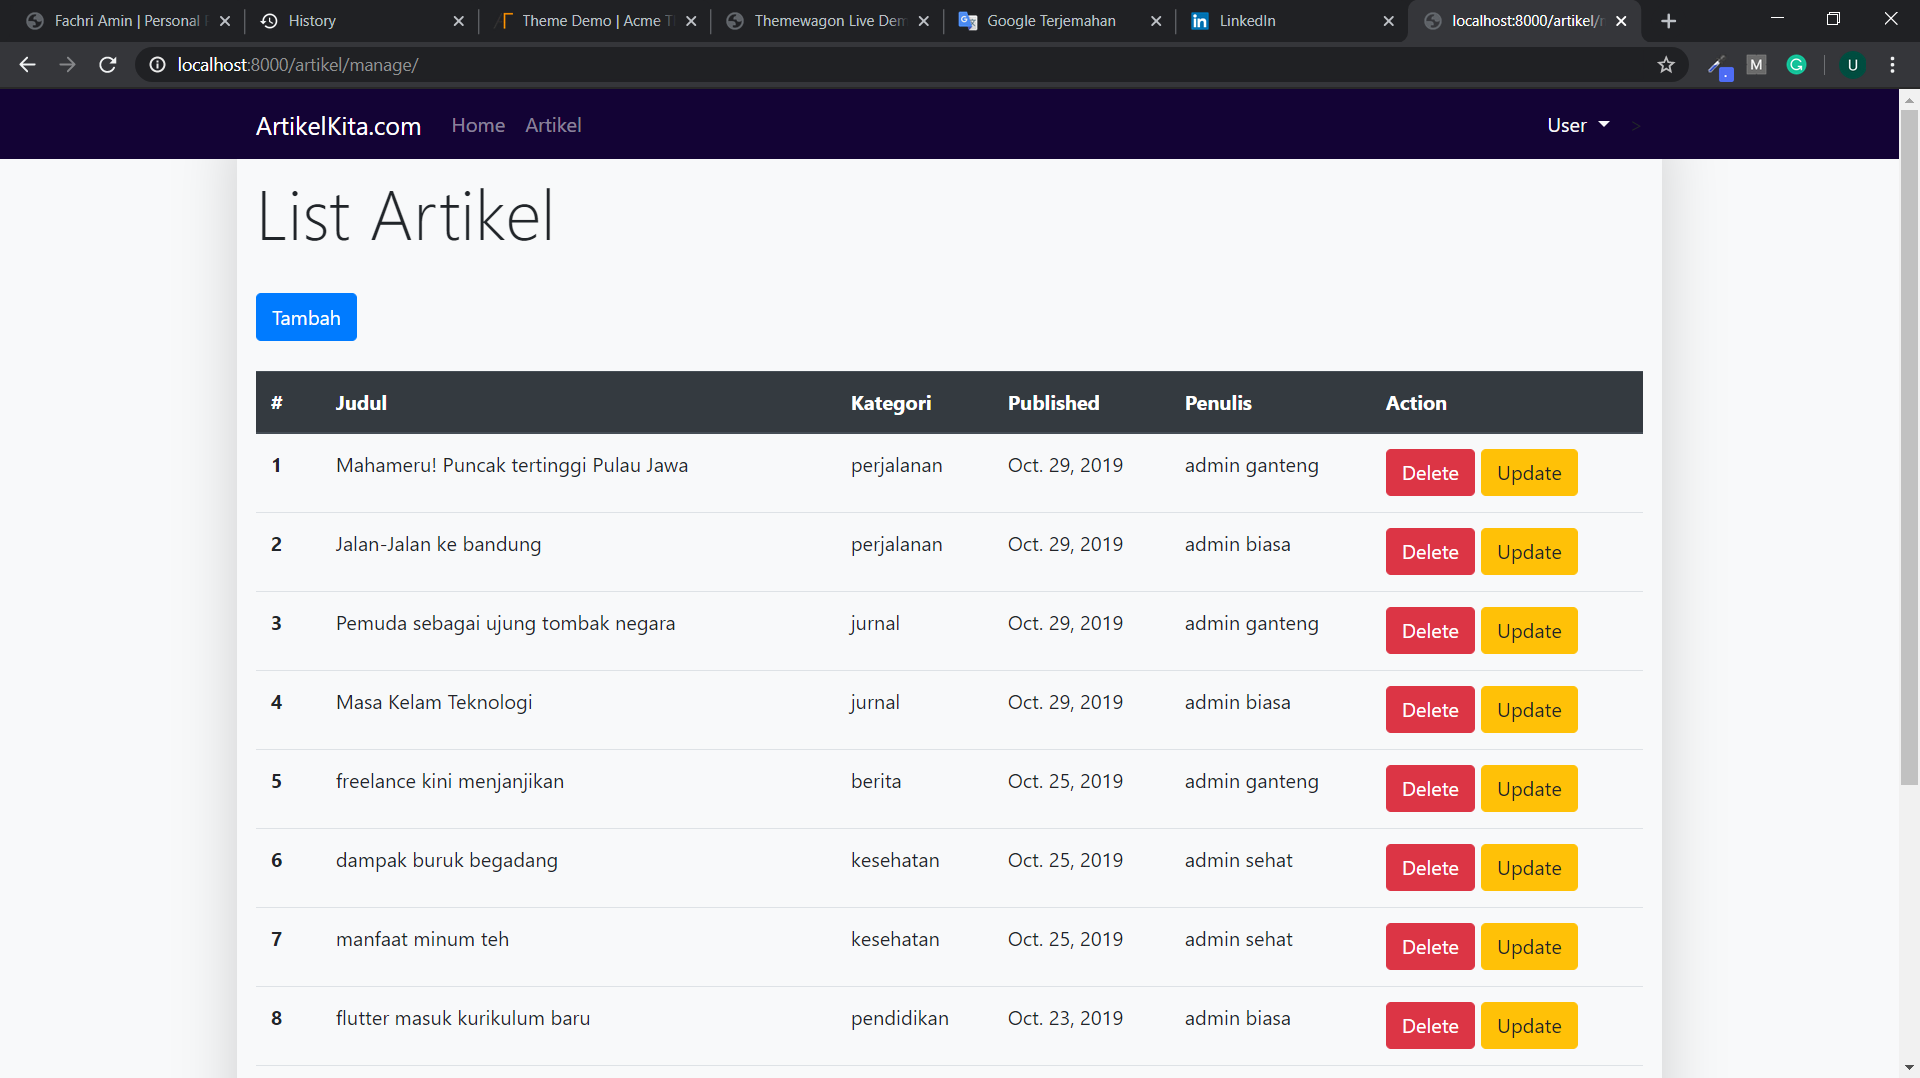 Fachri Amin | Personal
History
Theme Demo | Acme T
Themewagon Live Dem
Google Terjemahan
LinkedIn
localhost:8000/artikel/
localhost:8000/artikel/manage/
M
G
U
ArtikelKita.com Home Artikel User >
List Artikel
Tambah
# Judul Kategori Published Penulis Action
1 Mahameru! Puncak tertinggi Pulau Jawa perjalanan Oct. 29, 2019 admin ganteng Delete Update
2 Jalan-Jalan ke bandung perjalanan Oct. 29, 2019 admin biasa Delete Update
3 Pemuda sebagai ujung tombak negara jurnal Oct. 29, 2019 admin ganteng Delete Update
4 Masa Kelam Teknologi jurnal Oct. 29, 2019 admin biasa Delete Update
5 freelance kini menjanjikan berita Oct. 25, 2019 admin ganteng Delete Update
6 dampak buruk begadang kesehatan Oct. 25, 2019 admin sehat Delete Update
7 manfaat minum teh kesehatan Oct. 25, 2019 admin sehat Delete Update
8 flutter masuk kurikulum baru pendidikan Oct. 23, 2019 admin biasa Delete Update